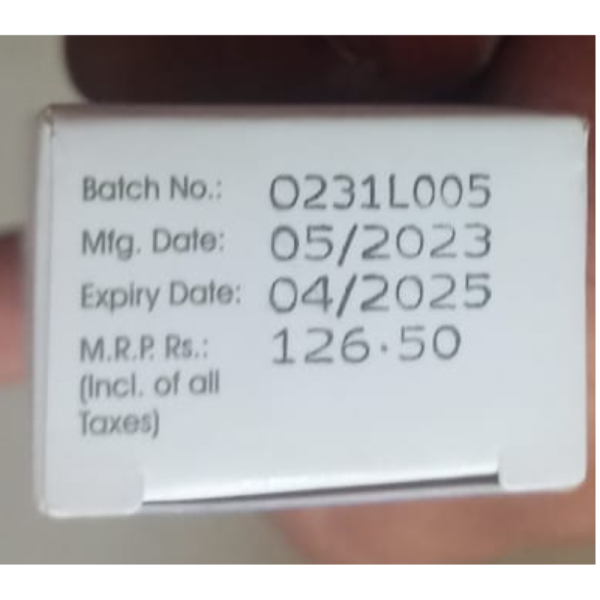 Batch No.: 0231L005
Mfg. Date: 05/2023
Expiry Date: 04/2025
M.R.P. Rs.: 126.50
(Incl. of all
Taxes)